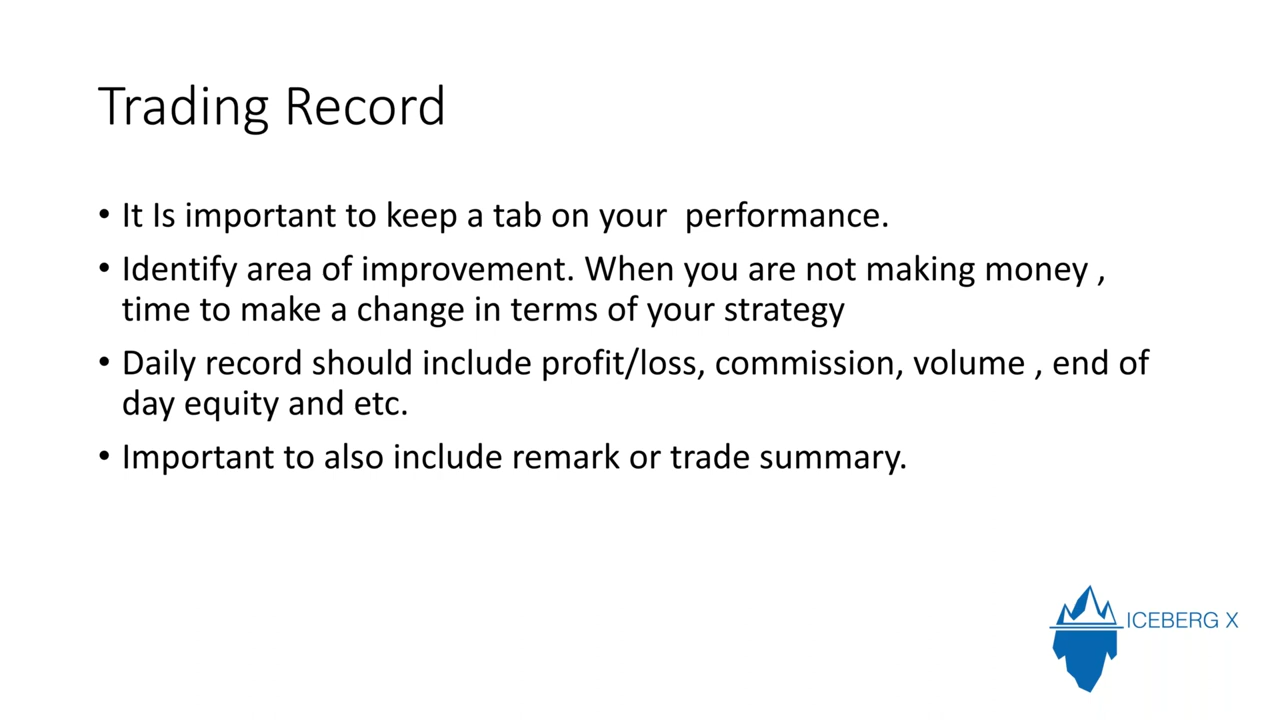 Trading Record
• It Is important to keep a tab on your  performance.
• Identify area of improvement. When you are not making money ,
time to make a change in terms of your strategy
• Daily record should include profit/loss, commission, volume , end of
day equity and etc.
• Important to also include remark or trade summary.
ICEBERG X